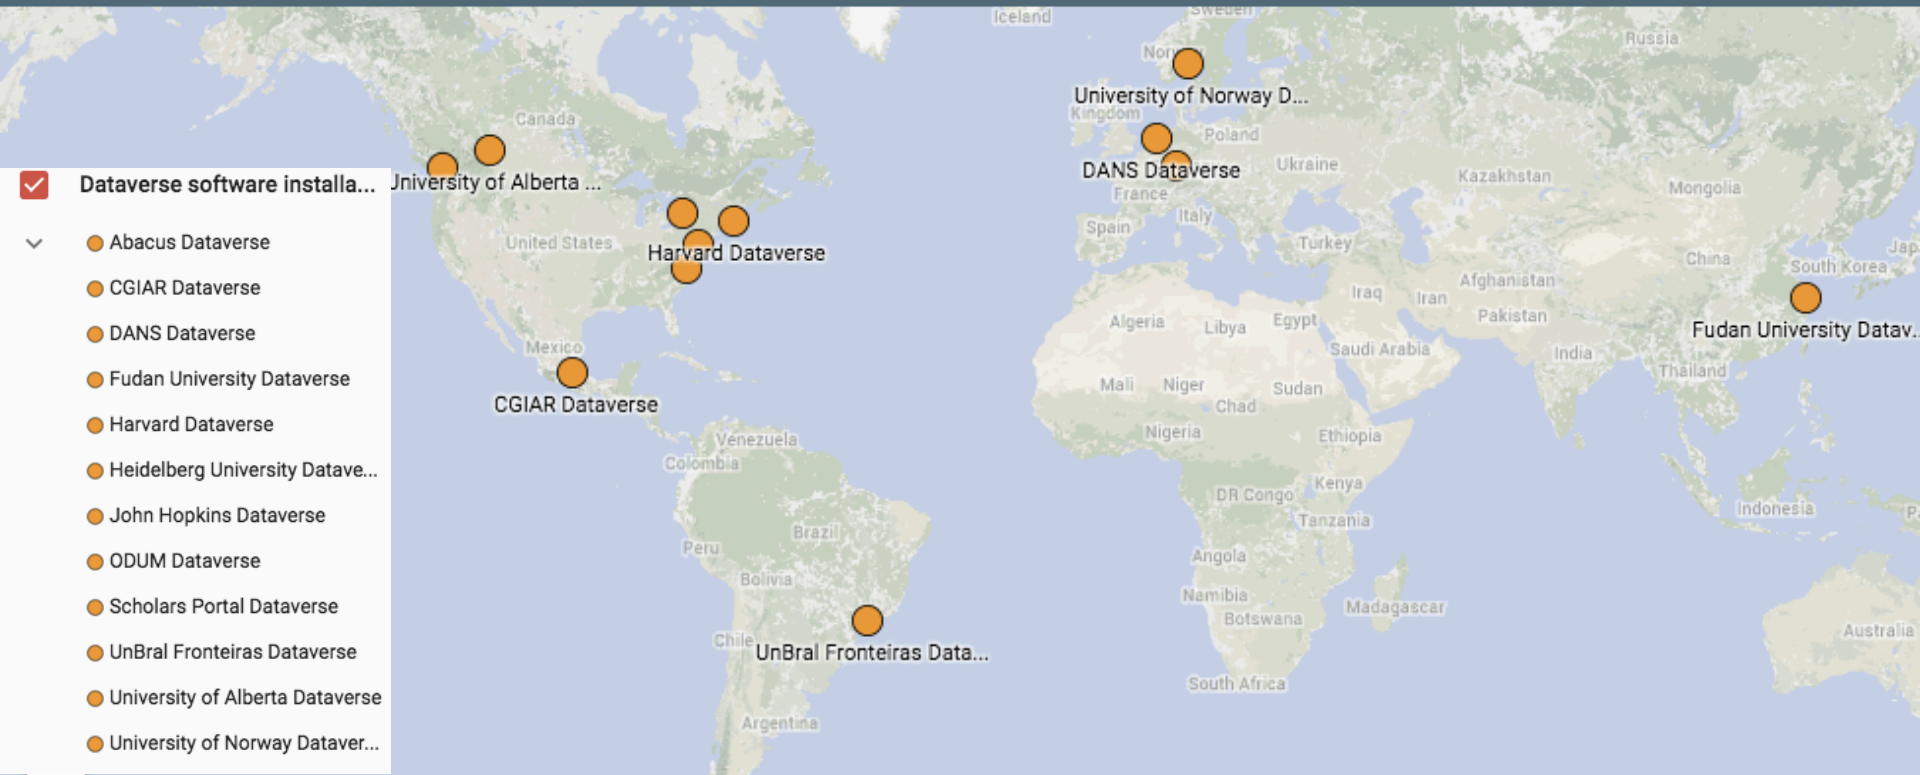 Dataverse software installa...
Abacus Dataverse
CGIAR Dataverse
DANS Dataverse
Fudan University Dataverse
Harvard Dataverse
Heidelberg University Datave...
John Hopkins Dataverse
ODUM Dataverse
Scholars Portal Dataverse
UnBral Fronteiras Dataverse
University of Alberta Dataverse
University of Norway Dataver...
Iceland
Sweden
Russia
University of Norway D...
Kingdom
Canada
Poland
Ukraine
DANS Dataverse
Kazakhstan
University of Alberta ...
Mongolia
France
Italy
Spain
United States
Turkey
Harvard Dataverse
China
South Korea
Afghanistan
Iraq
Iran
Pakistan
Algeria
Libya
Egypt
Fudan University Datav...
Mexico
Saudi Arabia
India
Thailand
Mali
Niger
Sudan
CGIAR Dataverse
Chad
Nigeria
Ethiopia
Venezuela
Colombia
Kenya
DR Congo
Indonesia
Tanzania
Brazil
Peru
Angola
Bolivia
Namibia
Madagascar
Botswana
Australia
Chile
UnBral Fronteiras Data...
South Africa
Argentina